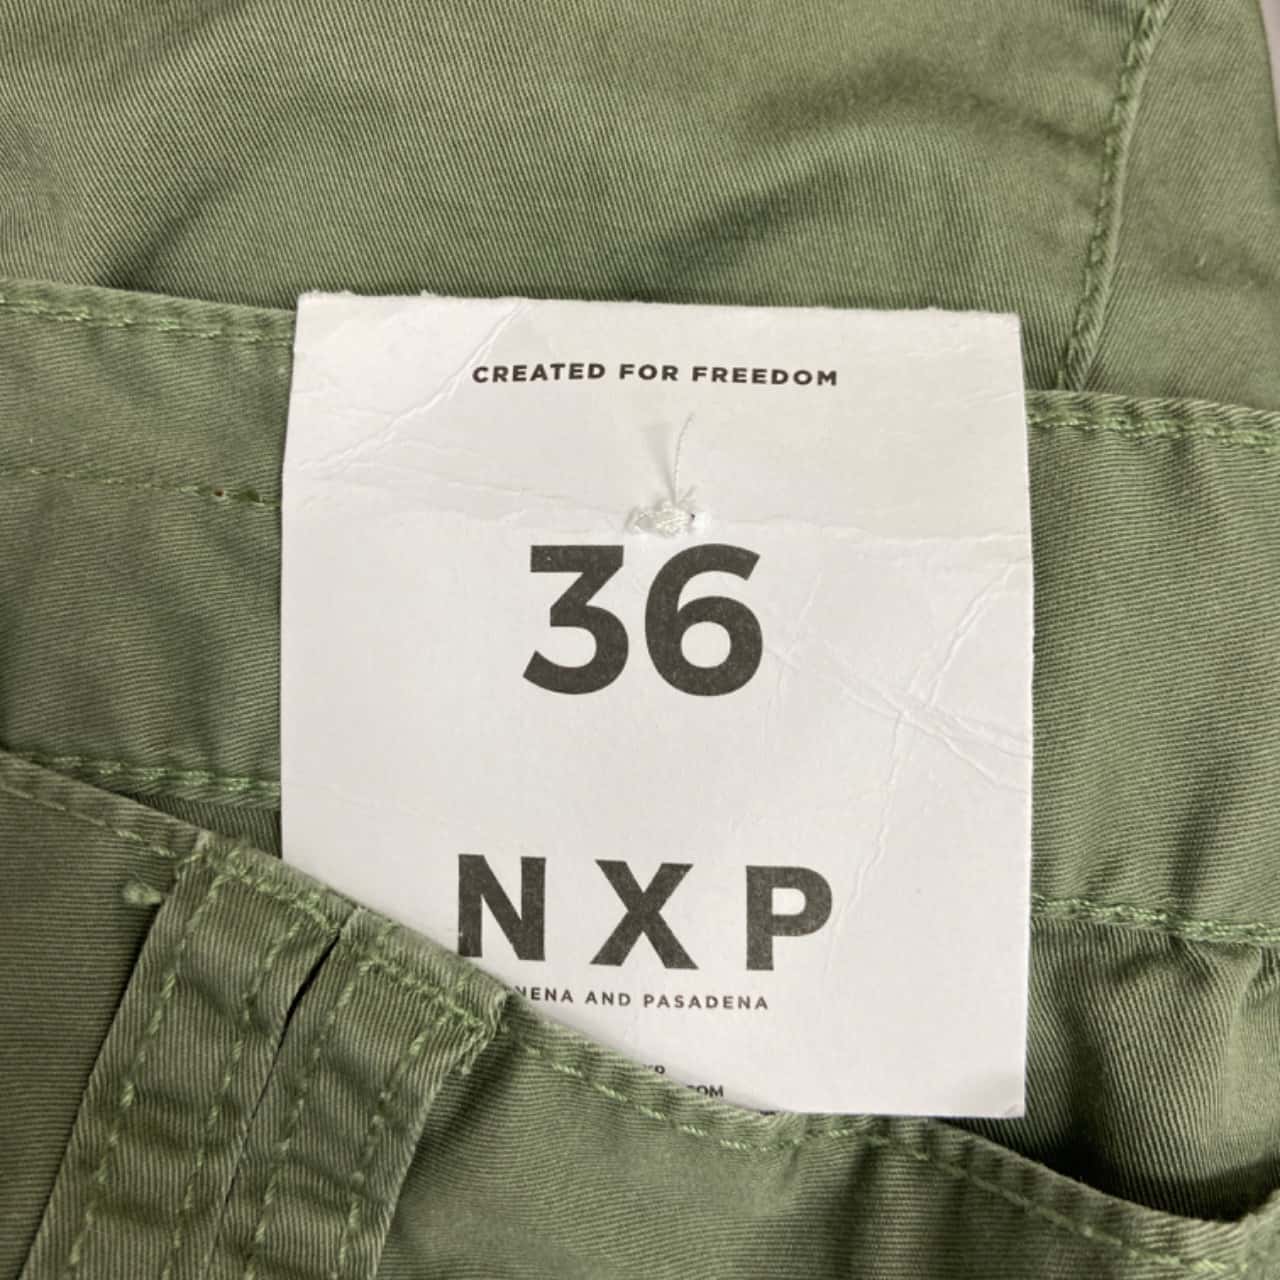 CREATED FOR FREEDOM
36
NXP
AND PASADENA